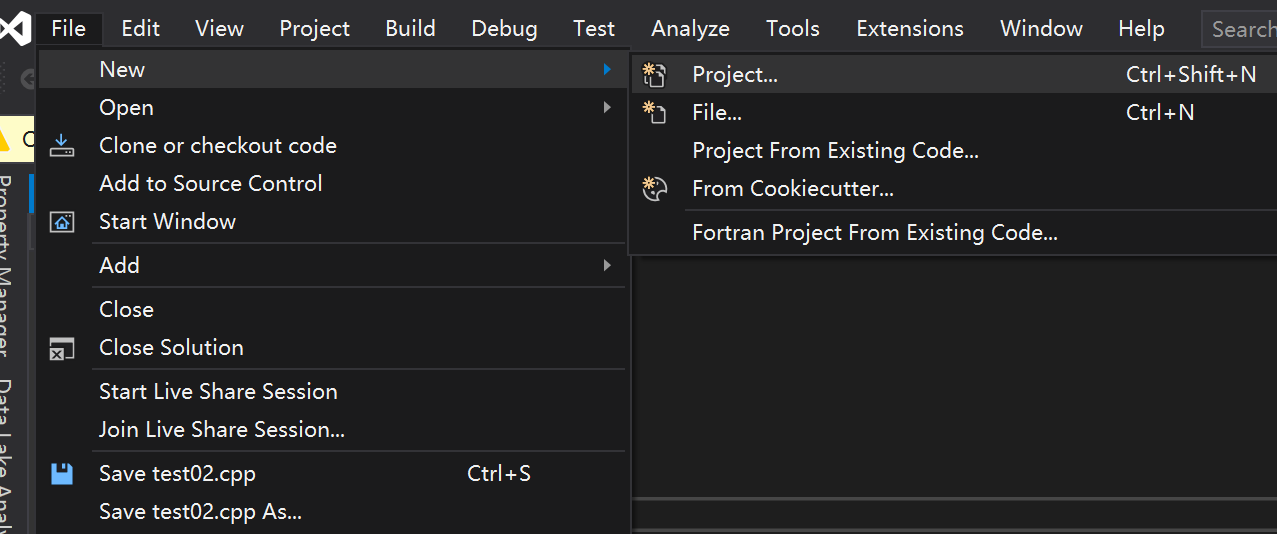 File Edit View Project Build Debug Test Analyze Tools Extensions Window Help Search
New
Open
Clone or checkout code
Add to Source Control
Start Window
Add
Close
Close Solution
Start Live Share Session
Join Live Share Session...
Save test02.cpp Ctrl+S
Save test02.cpp As...
Project... Ctrl+Shift+N
File... Ctrl+N
Project From Existing Code...
From Cookiecutter...
Fortran Project From Existing Code...
Property Manager
Data Lake